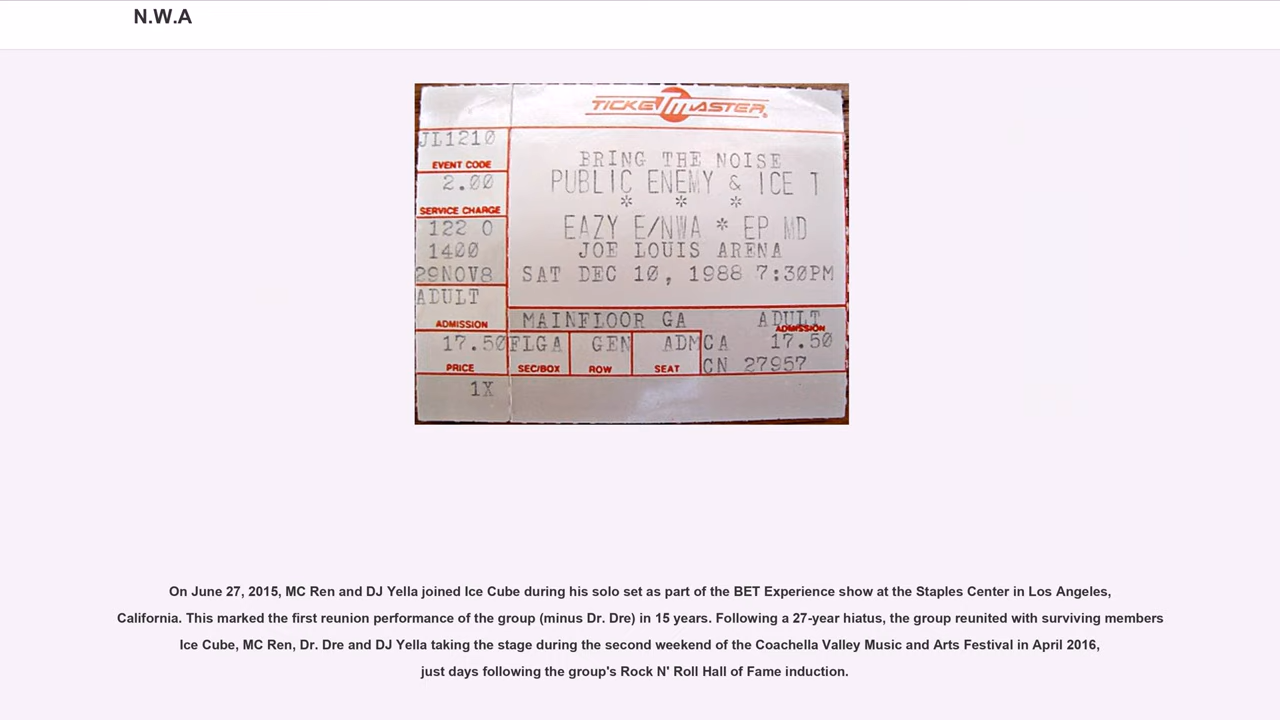 N.W.A
TICKETMASTER
JL1210
EVENT CODE
2.00
SERVICE CHARGE
122 0
1400
29NOV8
ADULT
ADMISSION
17.50
PRICE
1X
BRING THE NOISE
PUBLIC ENEMY & ICE T
* * *
EAZY E/NWA * EP MD
JOE LOUIS ARENA
SAT DEC 10, 1988 7:30PM
MAINFLOOR GA ADULT
ADMISSION
FLGA GEN ADM CA 17.50
SEC/BOX ROW SEAT CN 27957
On June 27, 2015, MC Ren and DJ Yella joined Ice Cube during his solo set as part of the BET Experience show at the Staples Center in Los Angeles,
California. This marked the first reunion performance of the group (minus Dr. Dre) in 15 years. Following a 27-year hiatus, the group reunited with surviving members
Ice Cube, MC Ren, Dr. Dre and DJ Yella taking the stage during the second weekend of the Coachella Valley Music and Arts Festival in April 2016,
just days following the group's Rock N' Roll Hall of Fame induction.